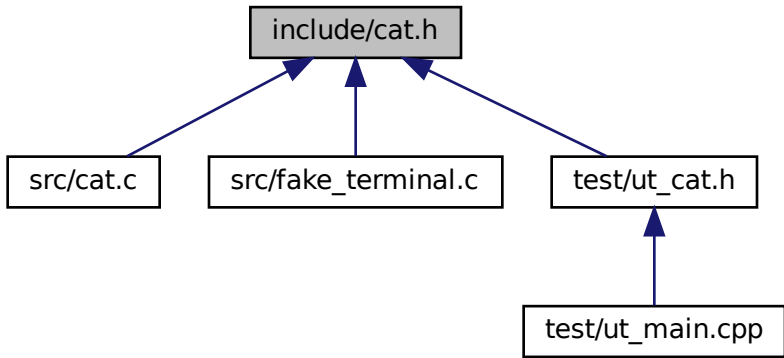 include/cat.h
src/cat.c
src/fake_terminal.c
test/ut_cat.h
test/ut_main.cpp